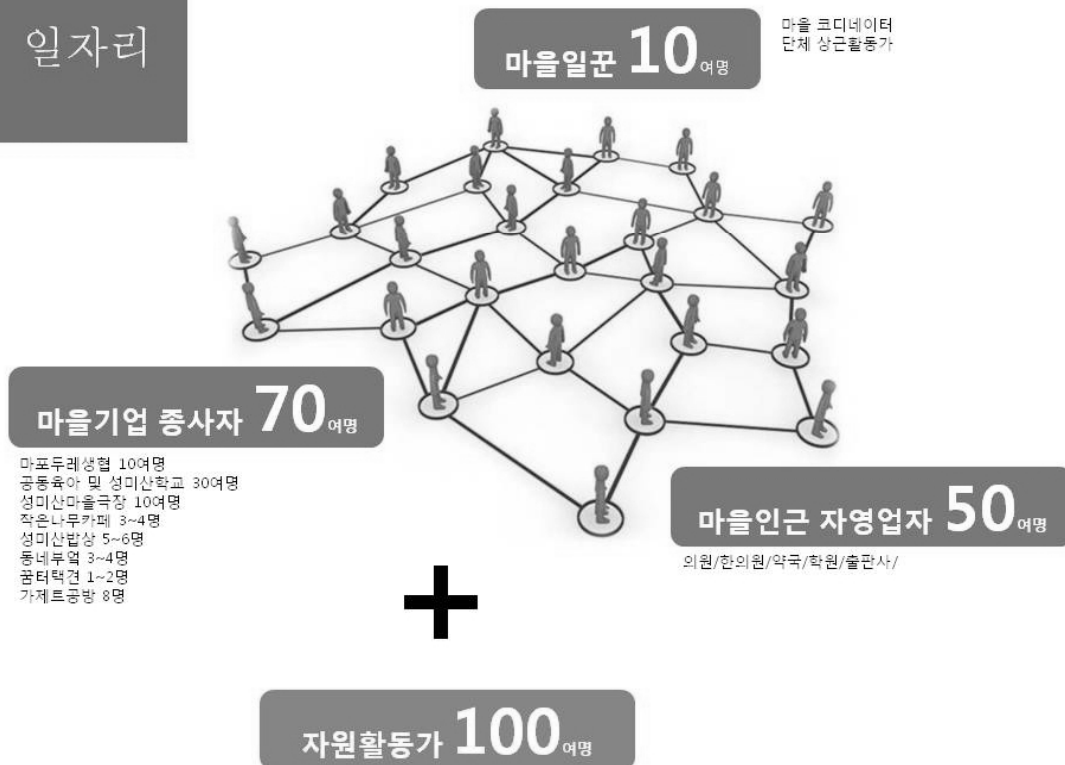 일자리
마을일꾼 10여명
마을 코디네이터
단체 상근활동가
마을기업 종사자 70여명
마포두레생협 10여명
공동육아 및 성미산학교 30여명
성미산마을극장 10여명
작은나무카페 3~4명
성미산밥상 5~6명
동네부엌 3~4명
꿈터택견 1~2명
가제트공방 8명
마을인근 자영업자 50여명
의원/한의원/약국/학원/출판사/
+
자원활동가 100여명